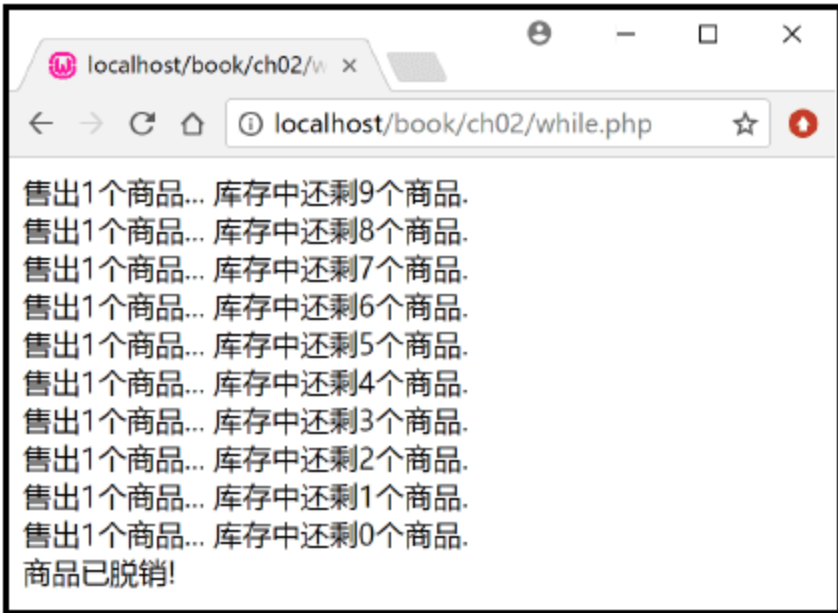 localhost/book/ch02/w
localhost/book/ch02/while.php
售出1个商品... 库存中还剩9个商品.
售出1个商品... 库存中还剩8个商品.
售出1个商品... 库存中还剩7个商品.
售出1个商品... 库存中还剩6个商品.
售出1个商品... 库存中还剩5个商品.
售出1个商品... 库存中还剩4个商品.
售出1个商品... 库存中还剩3个商品.
售出1个商品... 库存中还剩2个商品.
售出1个商品... 库存中还剩1个商品.
售出1个商品... 库存中还剩0个商品.
商品已脱销!